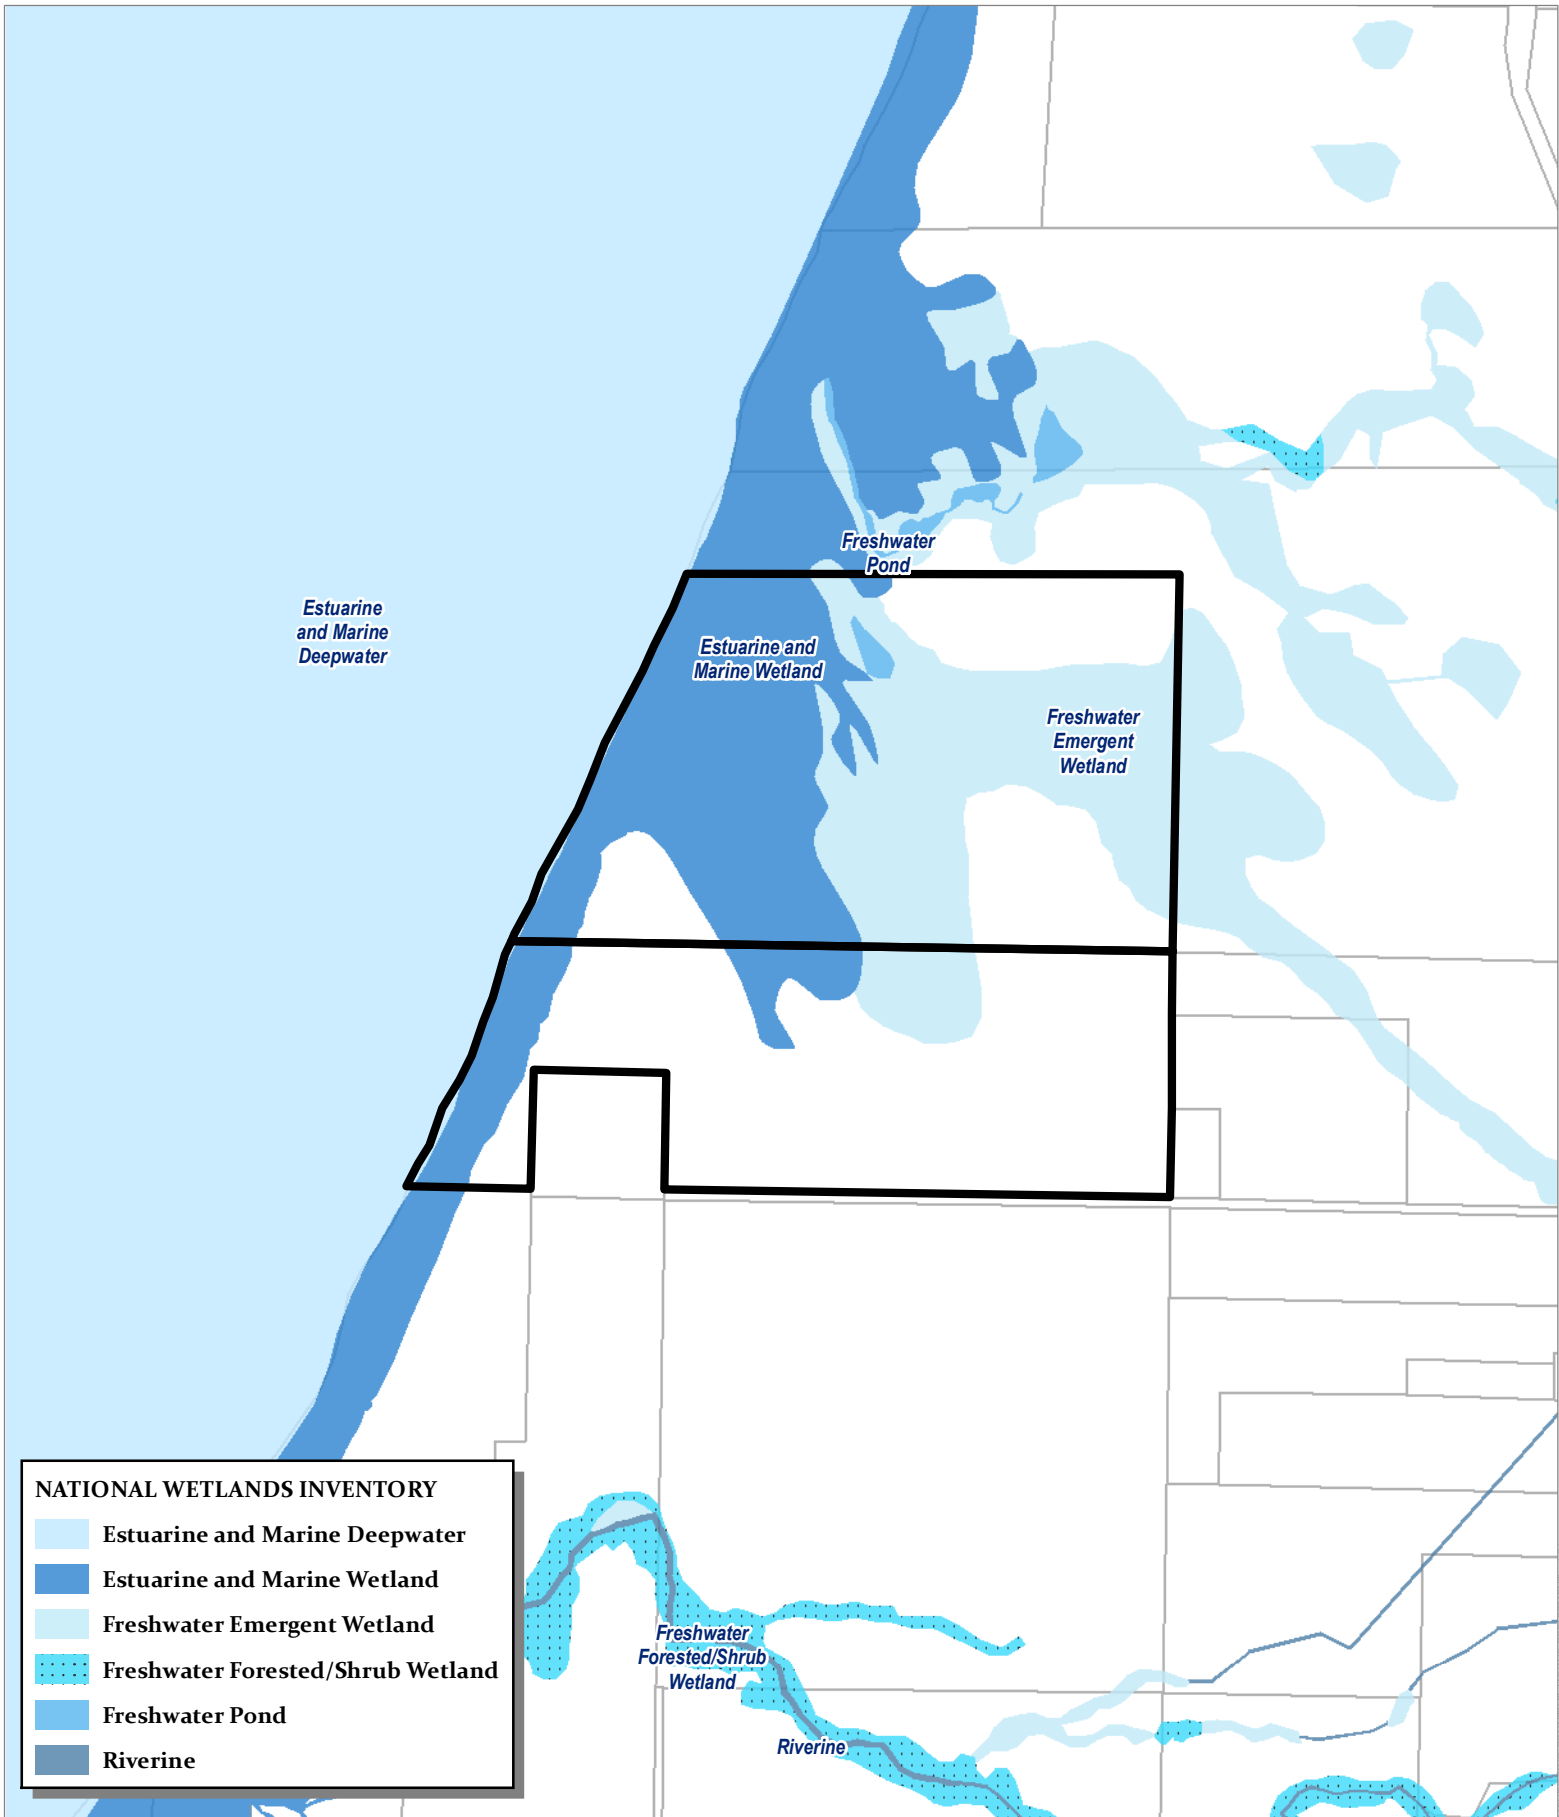 Freshwater
Pond
Estuarine
and Marine
Deepwater
Estuarine and
Marine Wetland
Freshwater
Emergent
Wetland
NATIONAL WETLANDS INVENTORY
Estuarine and Marine Deepwater
Estuarine and Marine Wetland
Freshwater Emergent Wetland
Freshwater Forested/Shrub Wetland
Freshwater Pond
Riverine
Freshwater
Forested/Shrub
Wetland
Riverine